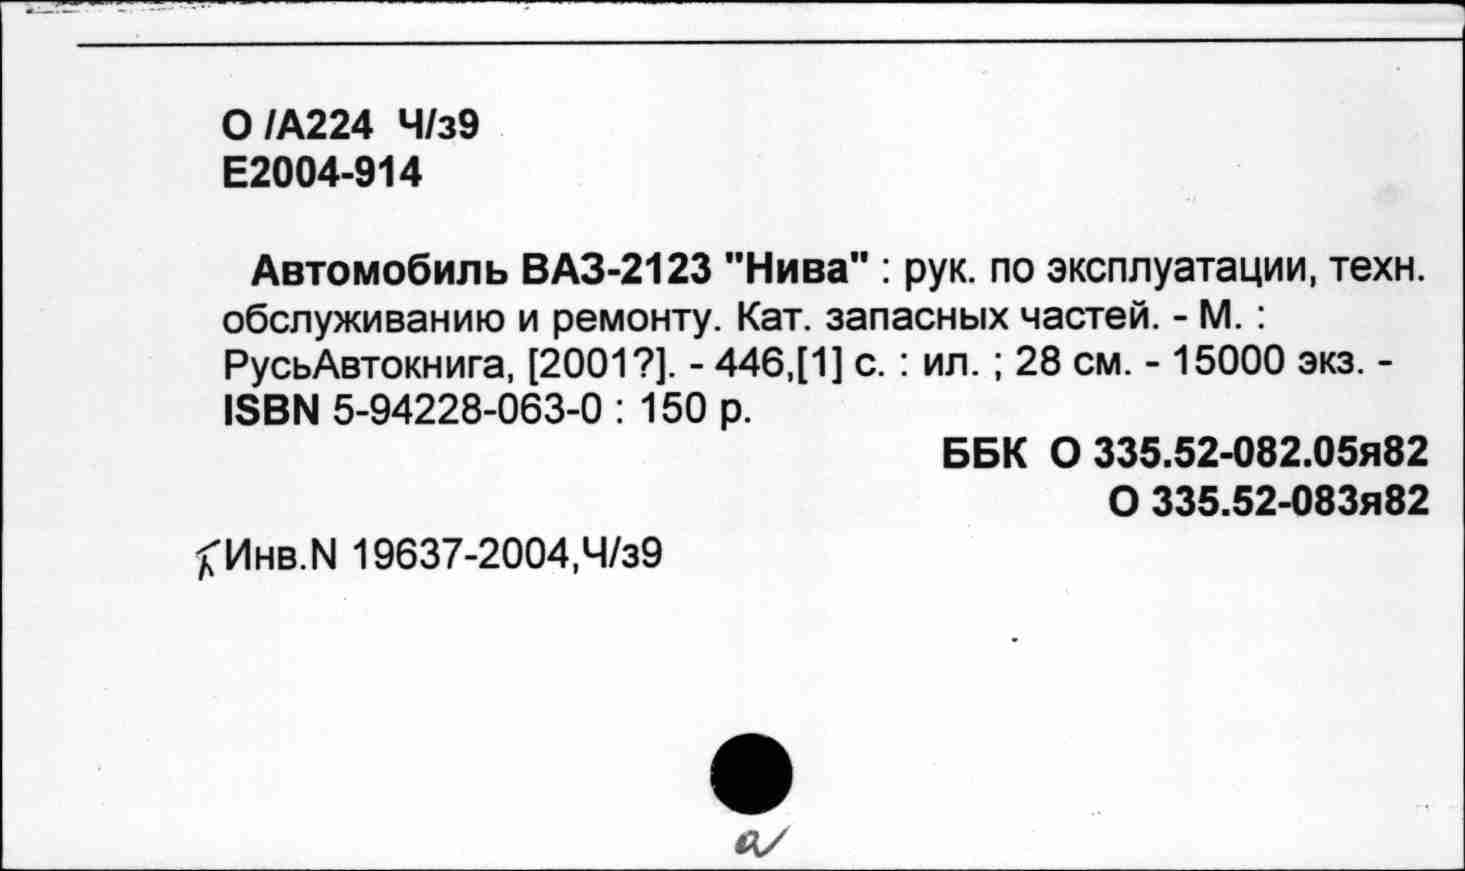 О /А224 Ч/з9
Е2004-914
Автомобиль ВАЗ-2123 "Нива" : рук. по эксплуатации, техн.
обслуживанию и ремонту. Кат. запасных частей. - М. :
РусьАвтокнига, [2001?]. - 446,[1] с. : ил. ; 28 см. - 15000 экз. -
ISBN 5-94228-063-0 : 150 р.
ББК О 335.52-082.05я82
О 335.52-083я82
Инв.N 19637-2004,Ч/з9